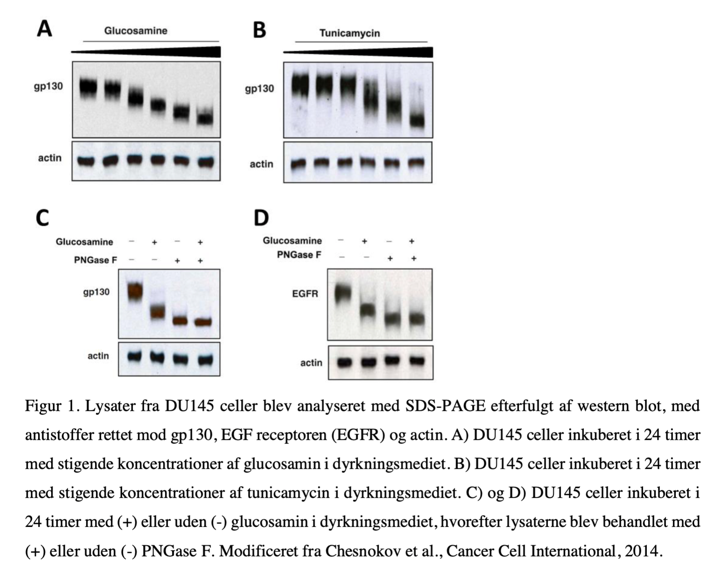 A
Glucosamine
gp130
actin
B
Tunicamycin
gp130
actin
C
Glucosamine - + - +
PNGase F - - + +
gp130
actin
D
Glucosamine - + - +
PNGase F - - + +
EGFR
actin
Figur 1. Lysater fra DU145 celler blev analyseret med SDS-PAGE efterfulgt af western blot, med
antistoffer rettet mod gp130, EGF receptoren (EGFR) og actin. A) DU145 celler inkuberet i 24 timer
med stigende koncentrationer af glucosamin i dyrkningsmediet. B) DU145 celler inkuberet i 24 timer
med stigende koncentrationer af tunicamycin i dyrkningsmediet. C) og D) DU145 celler inkuberet i
24 timer med (+) eller uden (-) glucosamin i dyrkningsmediet, hvorefter lysaterne blev behandlet med
(+) eller uden (-) PNGase F. Modificeret fra Chesnokov et al., Cancer Cell International, 2014.